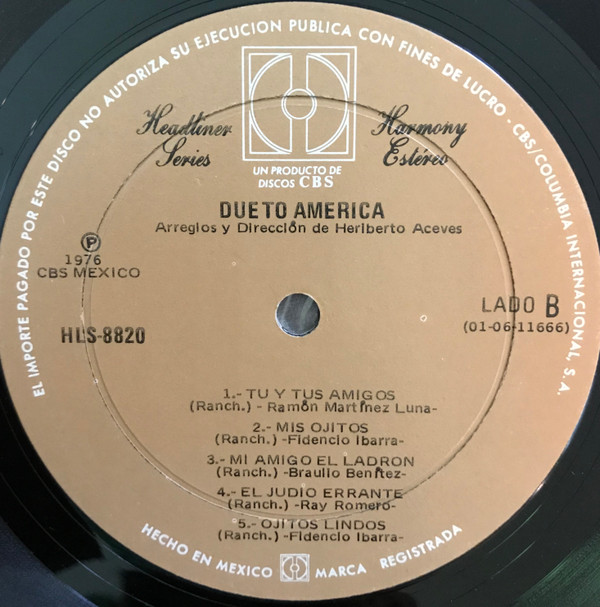 EL IMPORTE PAGADO POR ESTE DISCO NO AUTORIZA SU EJECUCION PUBLICA CON FINES DE LUCRO - CBS/COLUMBIA INTERNACIONAL, S.A.
Headliner Series
Harmony Estéreo
UN PRODUCTO DE
DISCOS CBS
DUETO AMERICA
Arreglos y Dirección de Heriberto Aceves
P
1976
CBS MEXICO
HLS-8820
LADO B
(01-06-11666)
1.- TU Y TUS AMIGOS
(Ranch.) - Ramón Martínez Luna-
2.- MIS OJITOS
(Ranch.) -Fidencio Ibarra-
3.- MI AMIGO EL LADRON
(Ranch.) -Braulio Benítez-
4.- EL JUDIO ERRANTE
(Ranch.) -Ray Romero-
5.- OJITOS LINDOS
(Ranch.) -Fidencio Ibarra-
HECHO EN MEXICO MARCA REGISTRADA